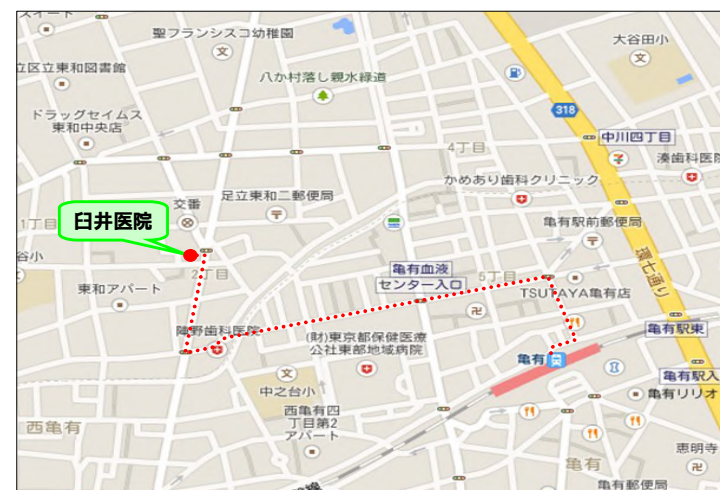 スイート
聖フランシスコ幼稚園
大谷田小
立区立東和図書館
八か村落し親水緑道
318
ドラッグセイムス
東和中央店
中川四丁目
4丁目
湊歯科医院
かめあり歯科クリニック
足立東和二郵便局
交番
臼井医院
1丁目
亀有駅前郵便局
谷小
2丁目
亀有血液
センター入口
5丁目
環七通り
東和アパート
TSUTAYA亀有店
陣野歯科医院
(財)東京都保健医療
公社東部地域病院
亀有駅東
亀有
中之台小
亀有駅入
亀有リリオ
西亀有四
丁目第2
アパート
西亀有
恵明寺
亀有
亀有郵便局